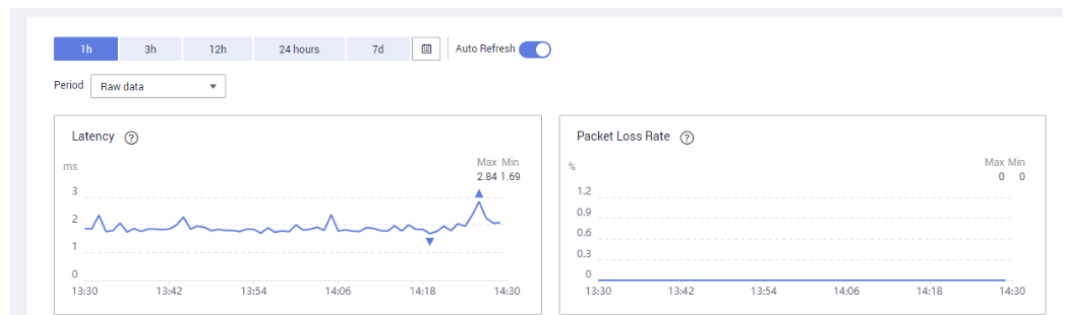 1h 3h 12h 24 hours 7d Auto Refresh
Period Raw data
Latency ?
ms
Max Min
2.84 1.69
3
2
1
0
13:30 13:42 13:54 14:06 14:18 14:30
Packet Loss Rate ?
%
Max Min
0 0
1.2
0.9
0.6
0.3
0
13:30 13:42 13:54 14:06 14:18 14:30